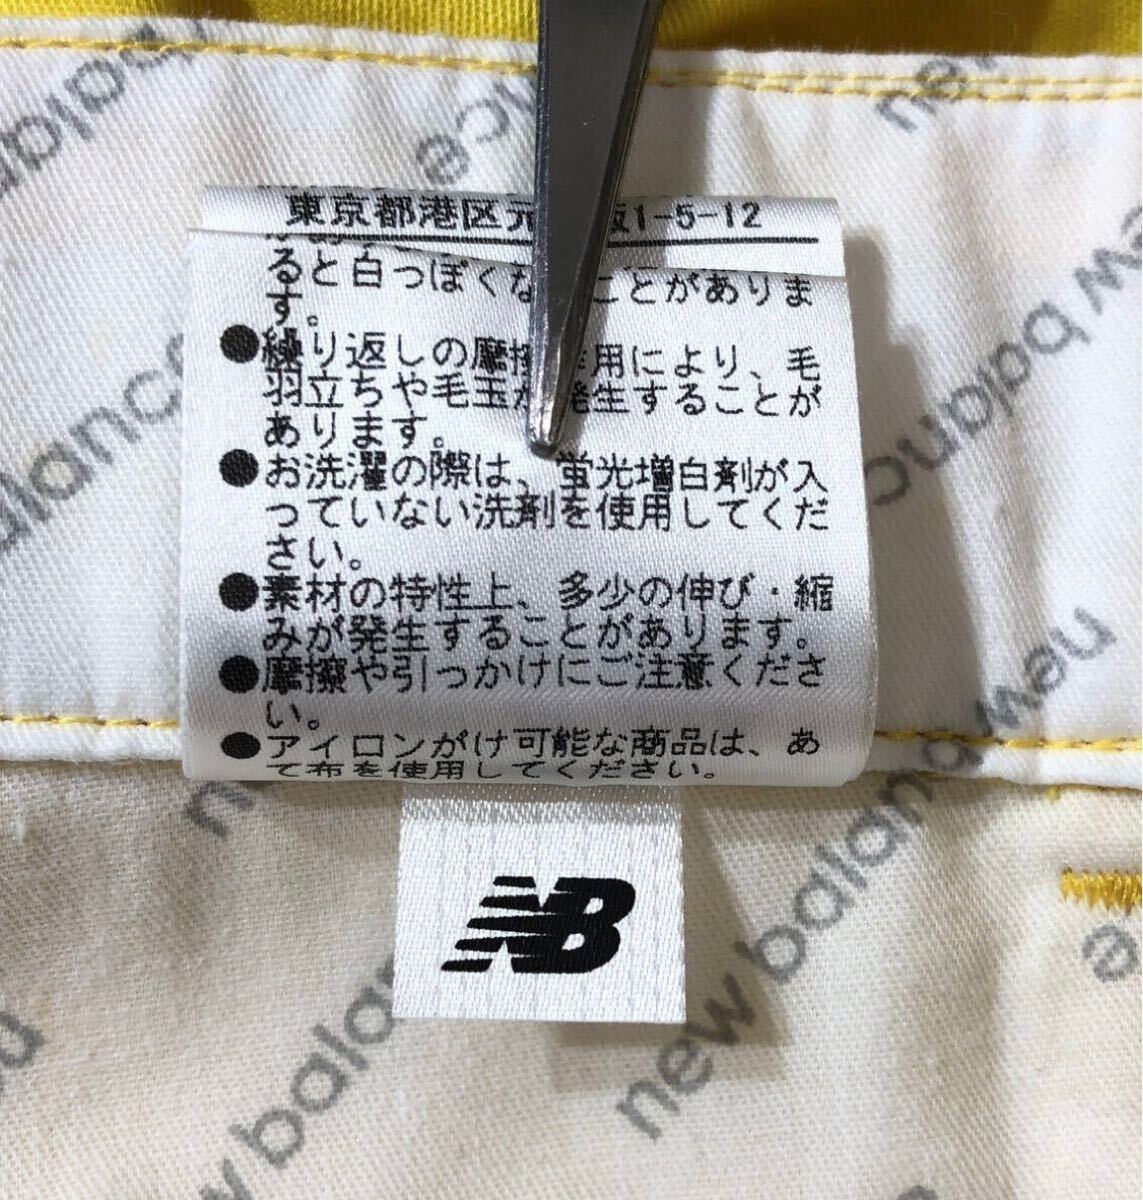 東京都港区元 1-5-12
ると白っぽくな ことがありま
す。
●繰り返しの摩擦 用により、毛
羽立ちや毛玉が発生することが
あります。
●お洗濯の際は、蛍光増白剤が入
っていない洗剤を使用してくだ
さい。
●素材の特性上、多少の伸び・縮
みが発生することがあります。
●摩擦や引っかけにご注意くださ
い。
●アイロンがけ可能な商品は、あ
て布を使用してください。
NB
new balance
new balance
new balance